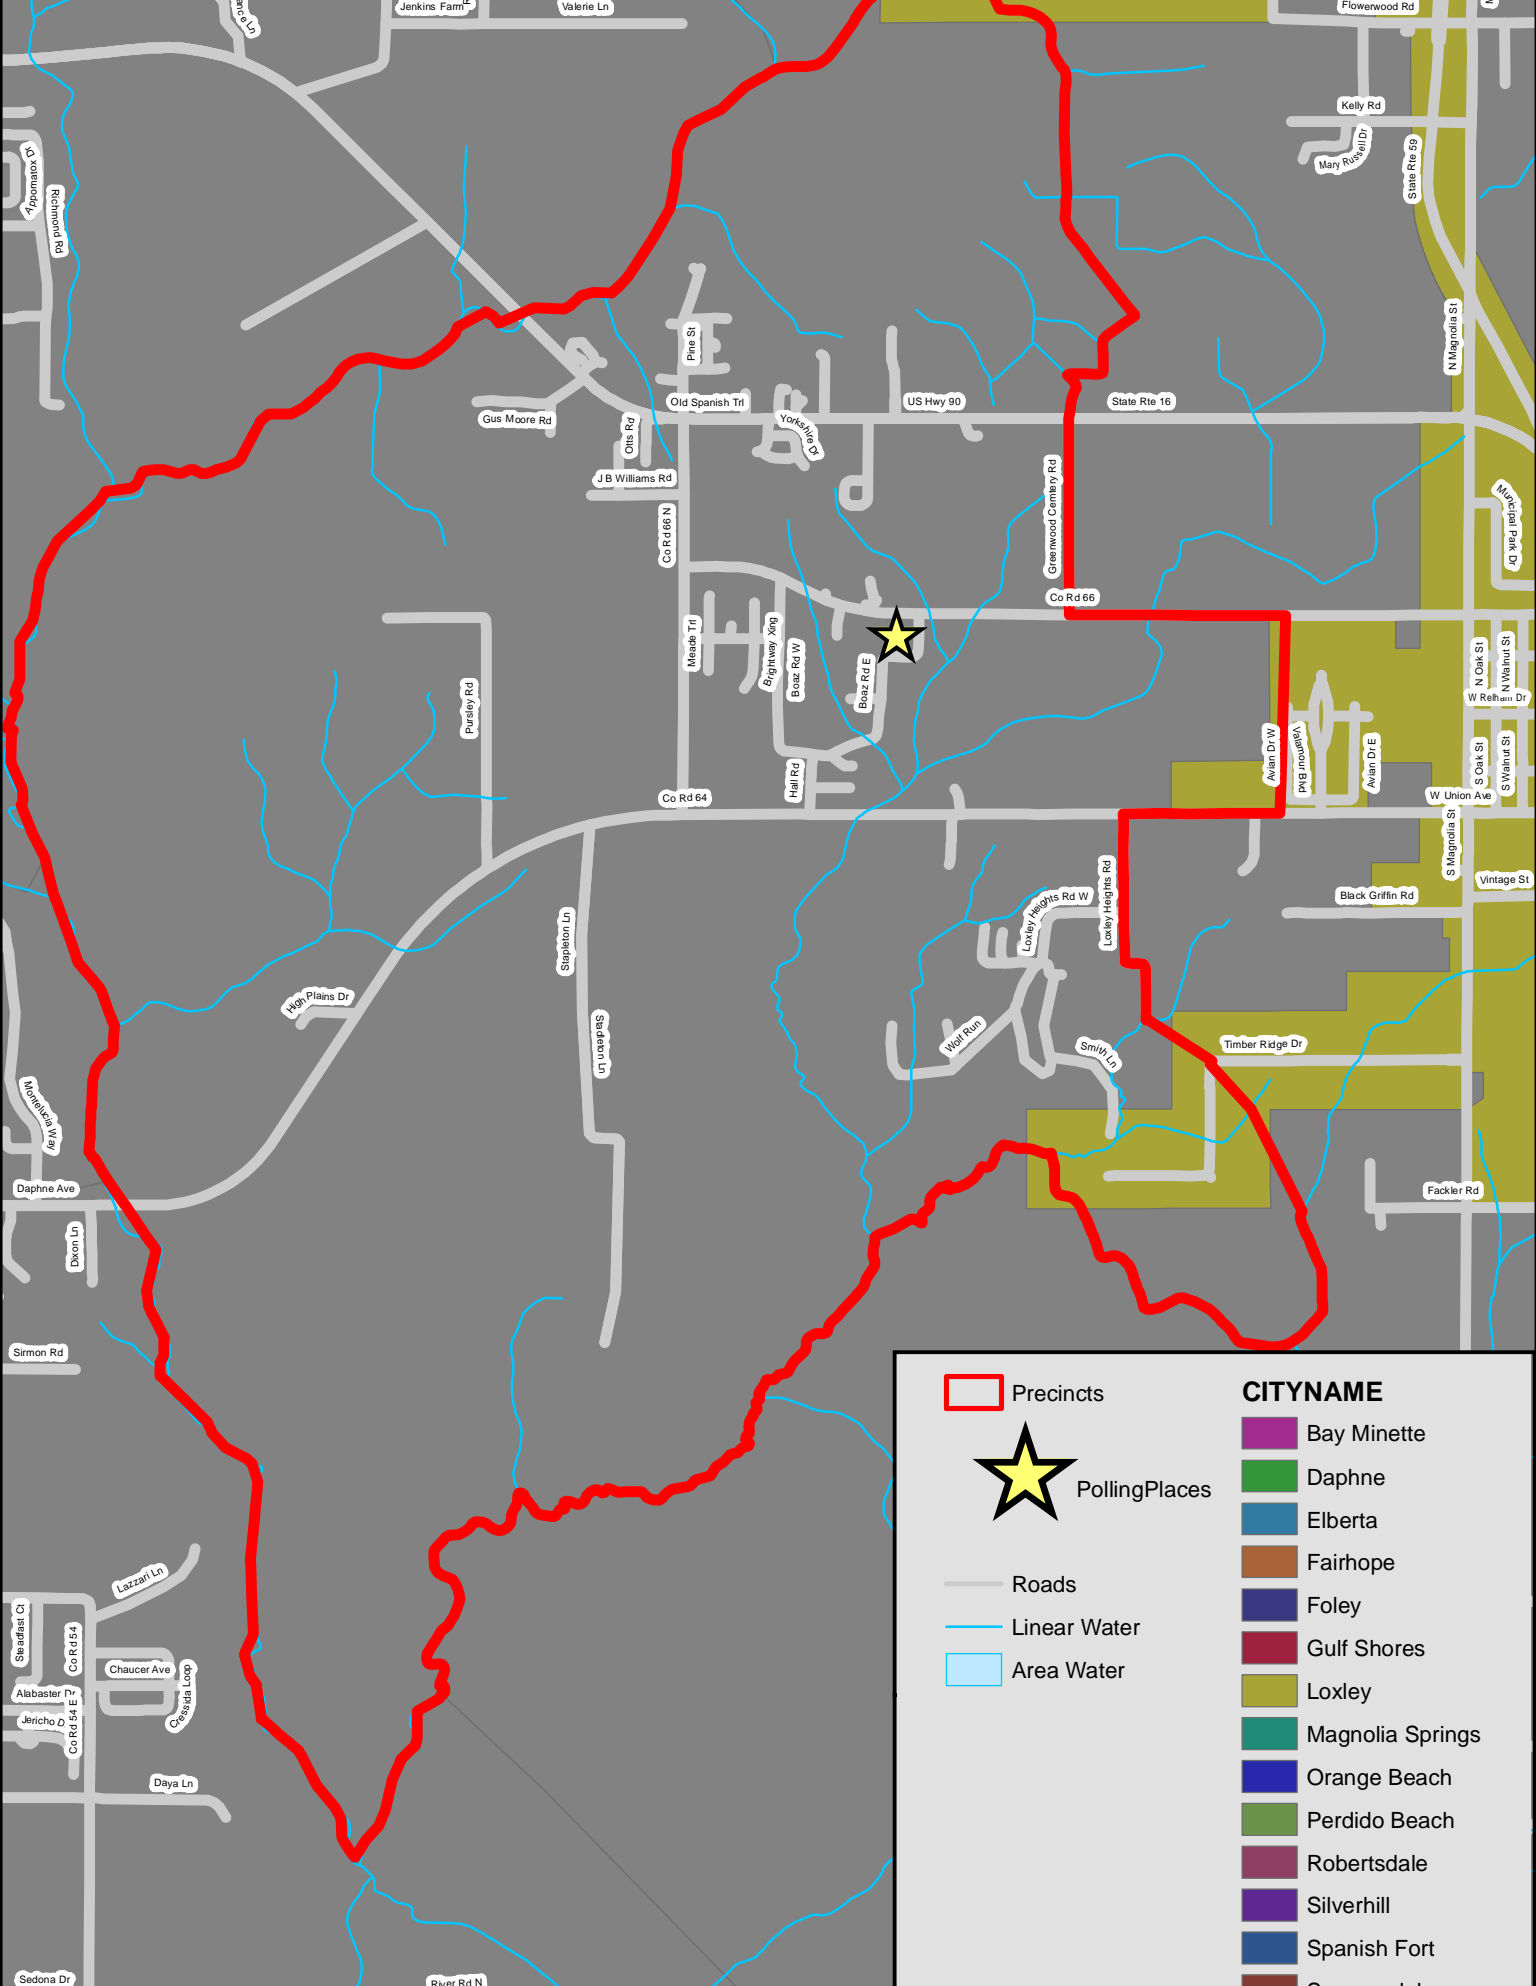 Jenkins Farm
Valerie Ln
Flowerwood Rd
Kelly Rd
Mary Russell Dr
State Rte 59
Appomatox Dr
Richmond Rd
N Magnolia St
Pine St
Old Spanish Trl
US Hwy 90
State Rte 16
Gus Moore Rd
Otts Rd
Yorkshire Dr
J B Williams Rd
Co Rd 66 N
Greenwood Cemtery Rd
Municipal Park Dr
Co Rd 66
Meade Trl
Brightway Xing
Boaz Rd W
Boaz Rd E
N Oak St
N Walnut St
W Relham Dr
Pursley Rd
Avian Dr W
Valamour Blvd
Avian Dr E
S Oak St
S Walnut St
Hall Rd
Co Rd 64
W Union Ave
S Magnolia St
Loxley Heights Rd
Loxley Heights Rd W
Black Griffin Rd
Vintage St
Stapleton Ln
High Plains Dr
Stapleton Ln
Wolf Run
Smith Ln
Timber Ridge Dr
Montelucia Way
Daphne Ave
Fackler Rd
Dixon Ln
Sirmon Rd
Lazzari Ln
Steadfast Ct
Co Rd 54
Chaucer Ave
Cressida Loop
Alabaster Dr
Jericho D
Co Rd 54 E
Daya Ln
Sedona Dr
River Rd N
Precincts
PollingPlaces
Roads
Linear Water
Area Water
CITYNAME
Bay Minette
Daphne
Elberta
Fairhope
Foley
Gulf Shores
Loxley
Magnolia Springs
Orange Beach
Perdido Beach
Robertsdale
Silverhill
Spanish Fort